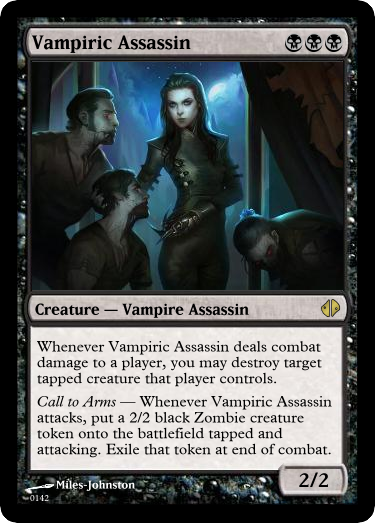 Vampiric Assassin
Creature — Vampire Assassin
Whenever Vampiric Assassin deals combat
damage to a player, you may destroy target
tapped creature that player controls.
Call to Arms — Whenever Vampiric Assassin
attacks, put a 2/2 black Zombie creature
token onto the battlefield tapped and
attacking. Exile that token at end of combat.
2/2
Miles-Johnston
0142